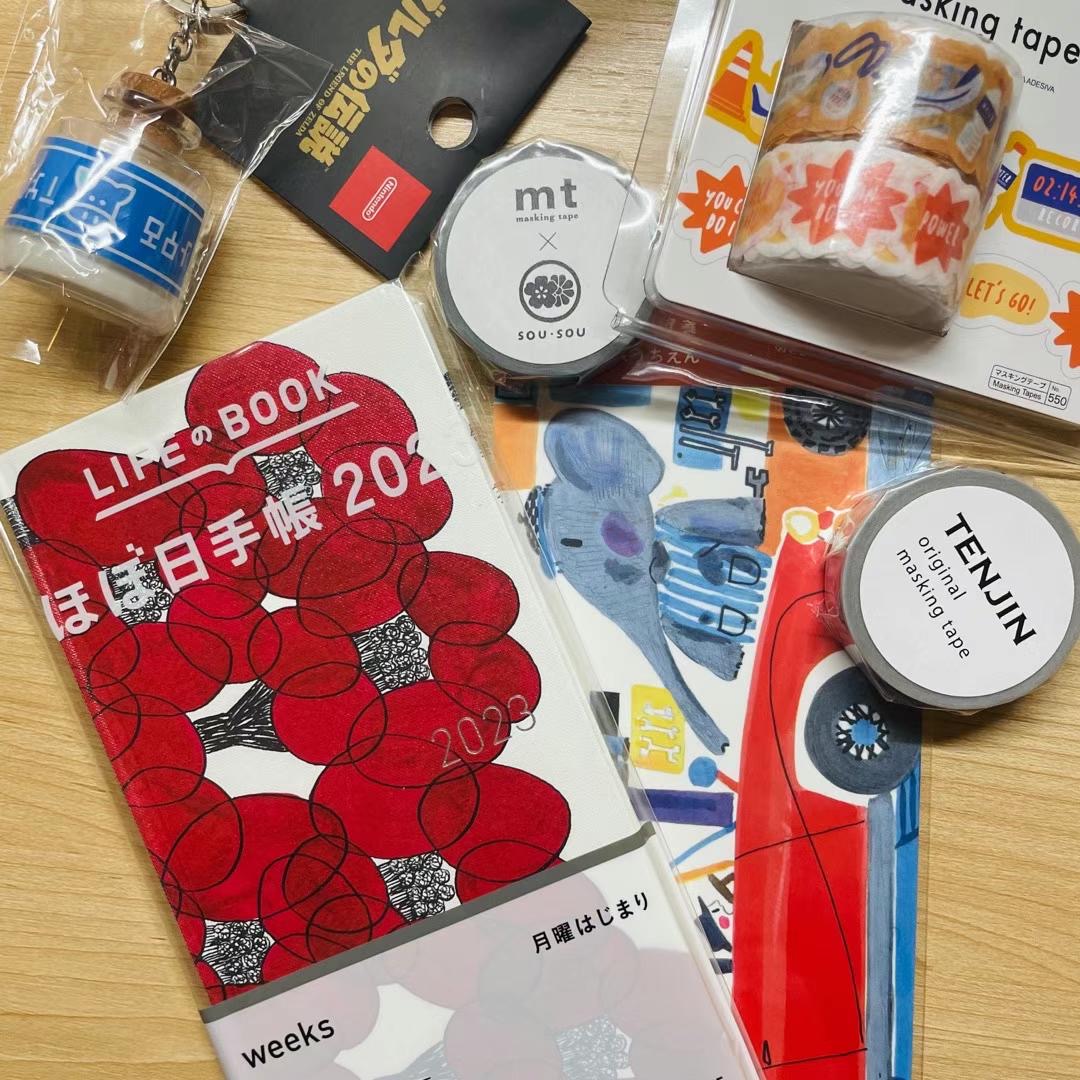 ゼルダの伝説
THE LEGEND OF ZELDA
Nintendo
mt
masking tape
×
SOU・SOU
masking tape
YOU
DO I
POWER
02:14
RECOR
LET'S GO!
マスキングテープ
Masking Tapes
No.
550
LIFEのBOOK
ほぼ日手帳 2023
2023
月曜はじまり
weeks
TENJIN
original
masking tape